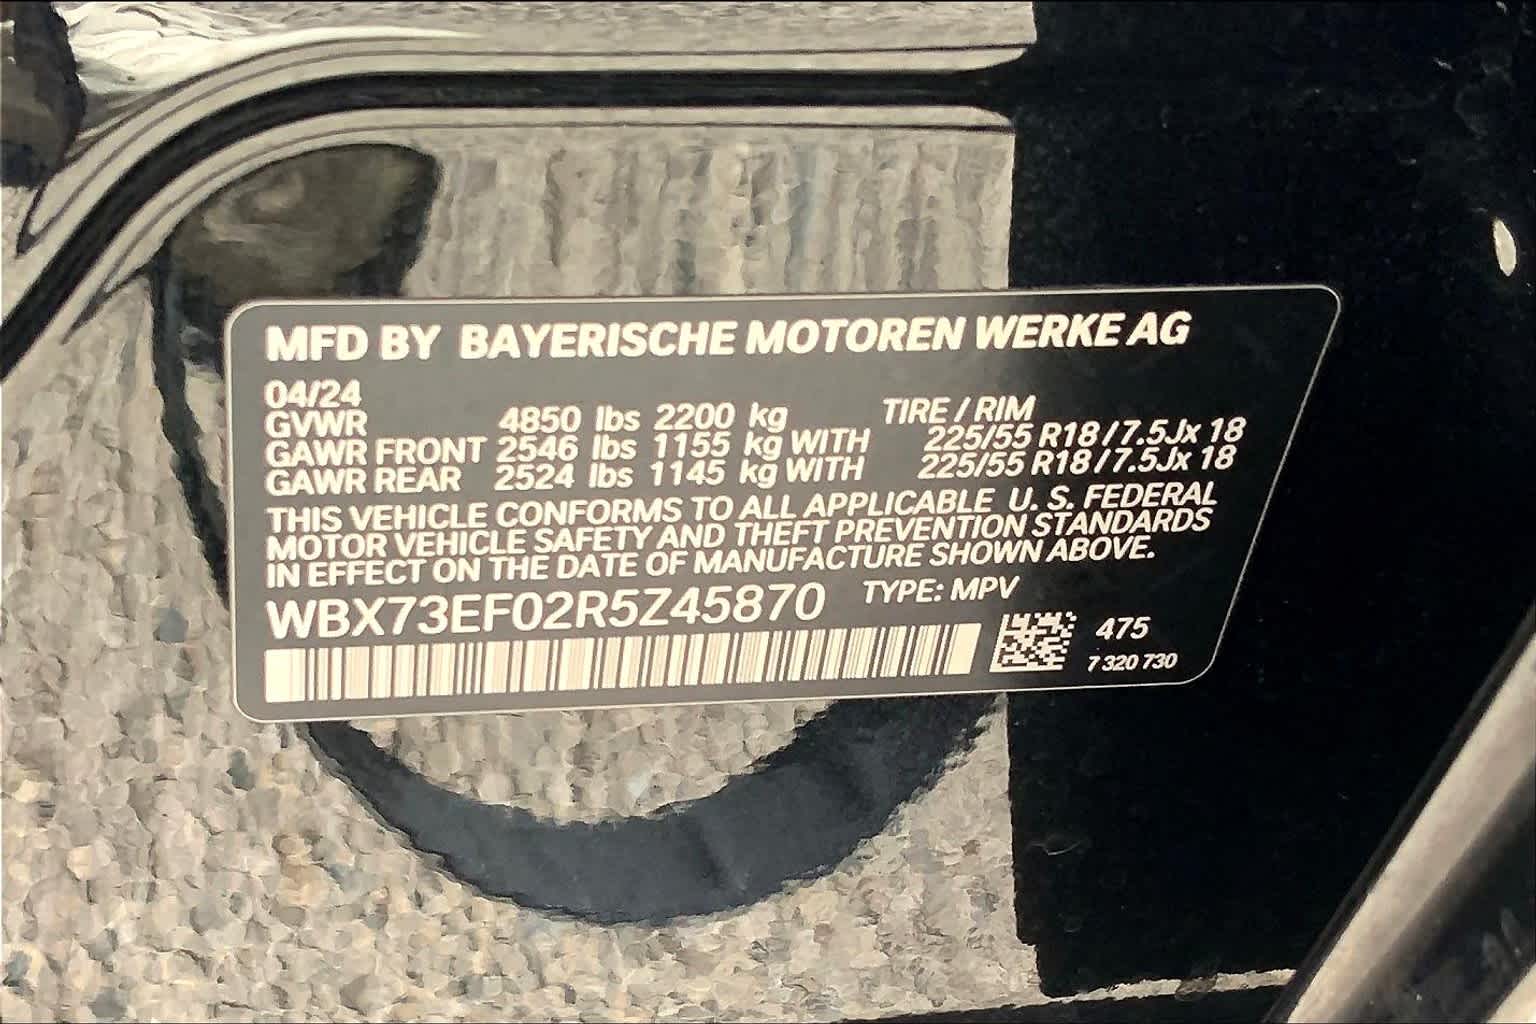 MFD BY BAYERISCHE MOTOREN WERKE AG
04/24
GVWR 4850 lbs 2200 kg TIRE / RIM
GAWR FRONT 2546 lbs 1155 kg WITH 225/55 R18 / 7.5Jx 18
GAWR REAR 2524 lbs 1145 kg WITH 225/55 R18 / 7.5Jx 18
THIS VEHICLE CONFORMS TO ALL APPLICABLE U. S. FEDERAL
MOTOR VEHICLE SAFETY AND THEFT PREVENTION STANDARDS
IN EFFECT ON THE DATE OF MANUFACTURE SHOWN ABOVE.
WBX73EF02R5Z45870 TYPE: MPV
475
7 320 730